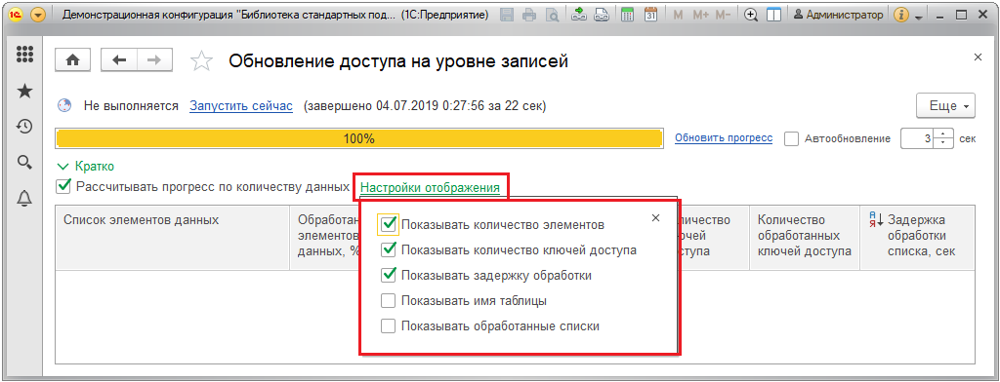 Демонстрационная конфигурация "Библиотека стандартных под... (1С:Предприятие)
M M+ M-
31
Администратор
Обновление доступа на уровне записей
Не выполняется Запустить сейчас (завершено 04.07.2019 0:27:56 за 22 сек)
Еще
100%
Обновить прогресс Автообновление 3 сек
Кратко
Рассчитывать прогресс по количеству данных Настройки отображения
Список элементов данных
Обработан
элементов
данных, %
Показывать количество элементов
Показывать количество ключей доступа
Показывать задержку обработки
Показывать имя таблицы
Показывать обработанные списки
личество
ючей
ступа
Количество
обработанных
ключей доступа
Задержка
обработки
списка, сек